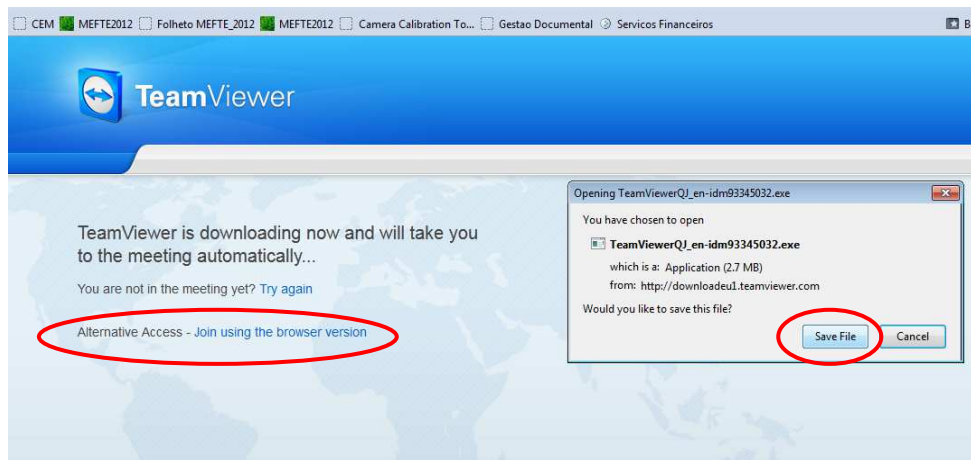 CEM MEFTE2012 Folheto MEFTE_2012 MEFTE2012 Camera Calibration To... Gestao Documental Servicos Financeiros B
TeamViewer
TeamViewer is downloading now and will take you
to the meeting automatically...
You are not in the meeting yet? Try again
Alternative Access - Join using the browser version
Opening TeamViewerQJ_en-idm93345032.exe
You have chosen to open
TeamViewerQJ_en-idm93345032.exe
which is a: Application (2.7 MB)
from: http://downloadeu1.teamviewer.com
Would you like to save this file?
Save File Cancel